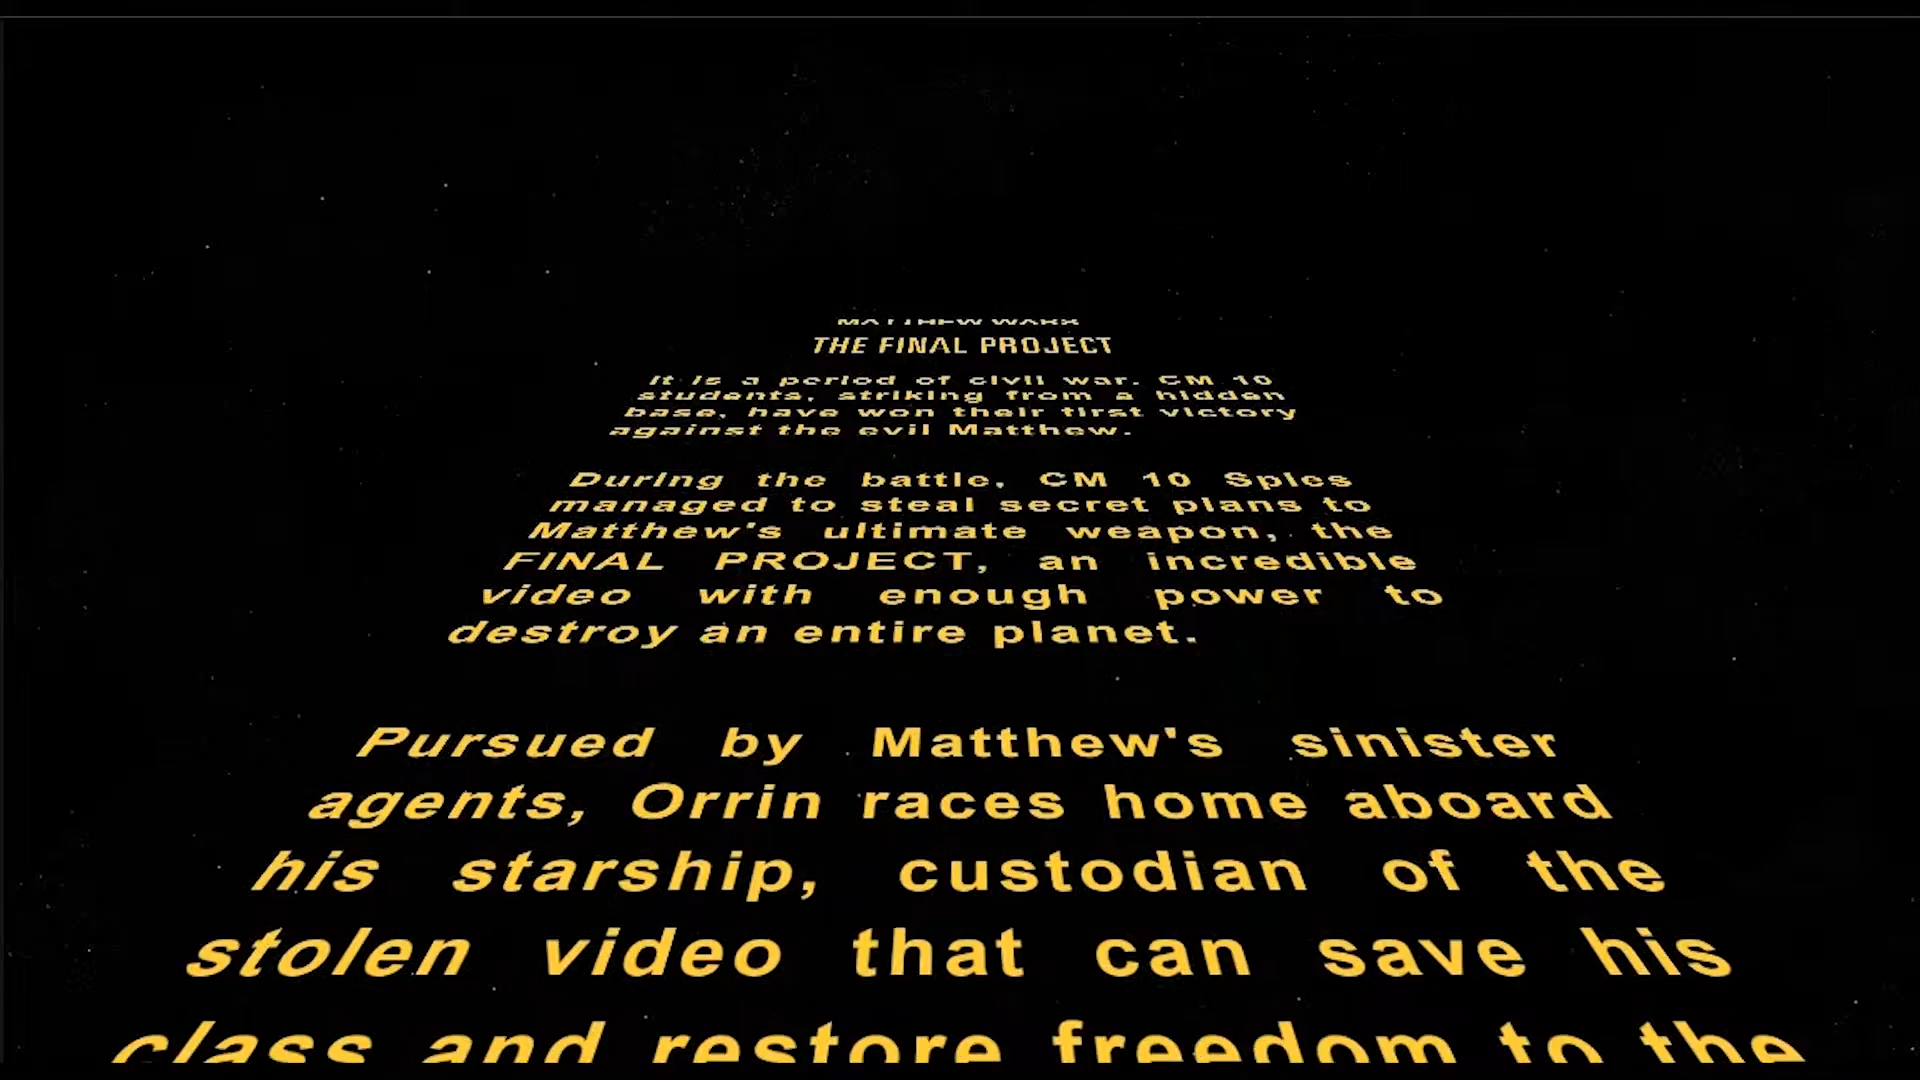 MATTHEW WARS
THE FINAL PROJECT
It is a period of civil war. CM 10
students, striking from a hidden
base, have won their first victory
against the evil Matthew.
During the battle, CM 10 Spies
managed to steal secret plans to
Matthew's ultimate weapon, the
FINAL PROJECT, an incredible
video with enough power to
destroy an entire planet.
Pursued by Matthew's sinister
agents, Orrin races home aboard
his starship, custodian of the
stolen video that can save his
class and restore freedom to the